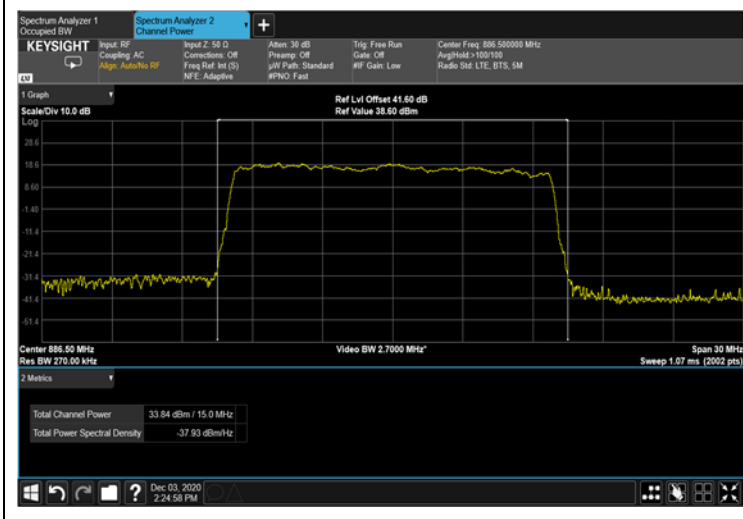 Spectrum Analyzer 1
Occupied BW
Spectrum Analyzer 2
Channel Power
KEYSIGHT
Input: RF
Coupling: AC
Align: Auto/No RF
Input Z: 50 Ω
Corrections: Off
Freq Ref: Int (S)
NFE: Adaptive
Atten: 30 dB
Preamp: Off
µW Path: Standard
#PNO: Fast
Trig: Free Run
Gate: Off
#IF Gain: Low
Center Freq: 886.500000 MHz
Avg|Hold:>100/100
Radio Std: LTE, BTS, 5M
LXI
1 Graph
Scale/Div 10.0 dB
Ref Lvl Offset 41.60 dB
Ref Value 38.60 dBm
Log
28.6
18.6
8.60
-1.40
-11.4
-21.4
-31.4
-41.4
-51.4
Center 886.50 MHz
Res BW 270.00 kHz
Video BW 2.7000 MHz*
Span 30 MHz
Sweep 1.07 ms (2002 pts)
2 Metrics
Total Channel Power 33.84 dBm / 15.0 MHz
Total Power Spectral Density -37.93 dBm/Hz
?
Dec 03, 2020
2:24:58 PM